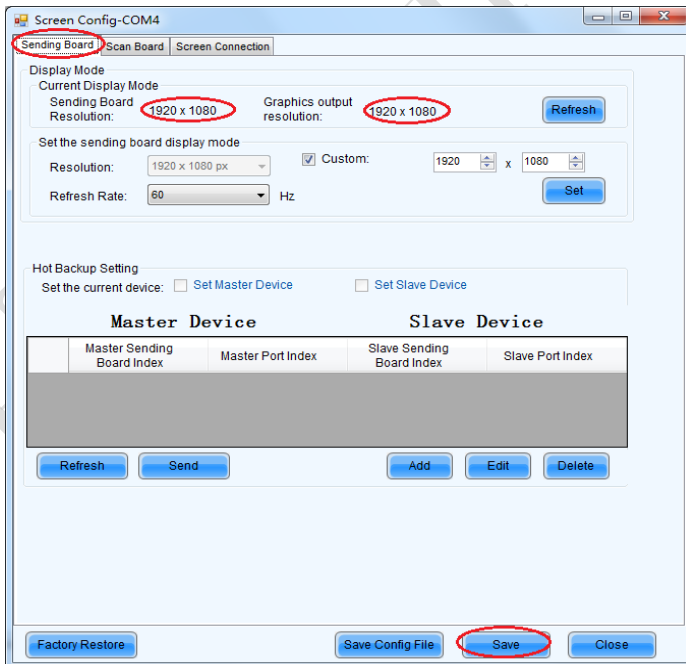 Screen Config-COM4
Sending Board Scan Board Screen Connection
Display Mode
Current Display Mode
Sending Board Resolution: 1920 x 1080 Graphics output resolution: 1920 x 1080 Refresh
Set the sending board display mode
Resolution: 1920 x 1080 px Custom: 1920 x 1080
Refresh Rate: 60 Hz Set
Hot Backup Setting
Set the current device: Set Master Device Set Slave Device
Master Device Slave Device
Master Sending Board Index Master Port Index Slave Sending Board Index Slave Port Index
Refresh Send Add Edit Delete
Factory Restore Save Config File Save Close